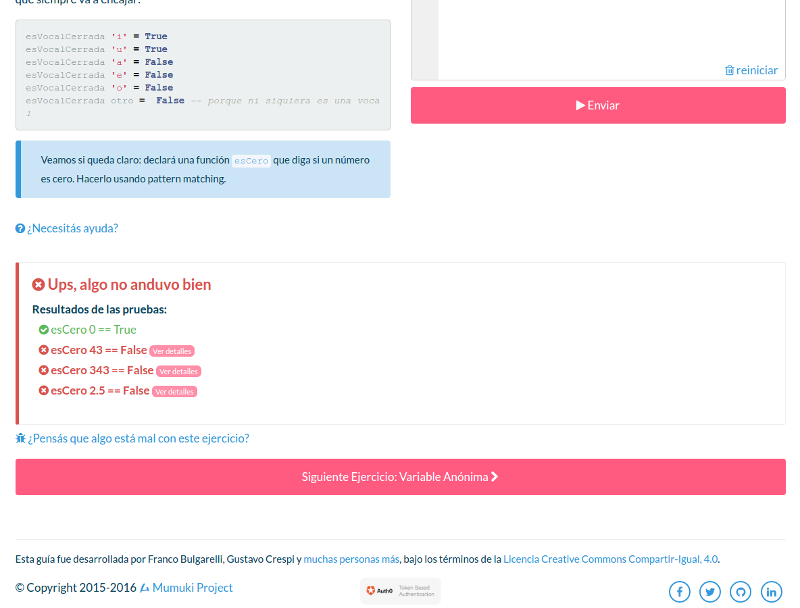 que siempre va a encajar:
esVocalCerrada 'i' = True
esVocalCerrada 'u' = True
esVocalCerrada 'a' = False
esVocalCerrada 'e' = False
esVocalCerrada 'o' = False
esVocalCerrada otro =  False -- porque ni siquiera es una voca
l
reiniciar
Enviar
Veamos si queda claro: declará una función esCero que diga si un número
es cero. Hacerlo usando pattern matching.
¿Necesitás ayuda?
Ups, algo no anduvo bien
Resultados de las pruebas:
esCero 0 == True
esCero 43 == False Ver detalles
esCero 343 == False Ver detalles
esCero 2.5 == False Ver detalles
¿Pensás que algo está mal con este ejercicio?
Siguiente Ejercicio: Variable Anónima
Esta guía fue desarrollada por Franco Bulgarelli, Gustavo Crespi y muchas personas más, bajo los términos de la Licencia Creative Commons Compartir-Igual, 4.0.
© Copyright 2015-2016 Mumuki Project
Auth0 Token Based
Authentication